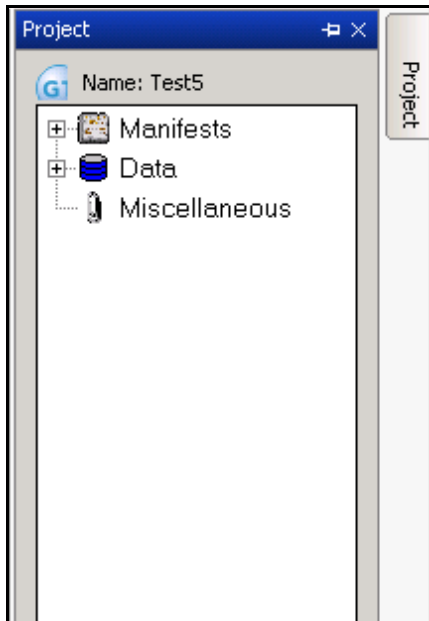 Project
Name: Test5
Manifests
Data
Miscellaneous
Project